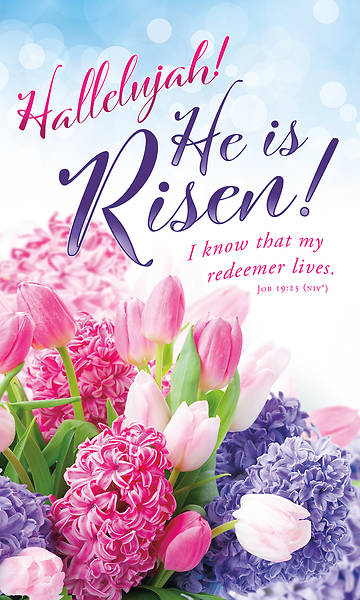 Hallelujah!
He is
Risen!
I know that my
redeemer lives.
Job 19:25 (NIV®)